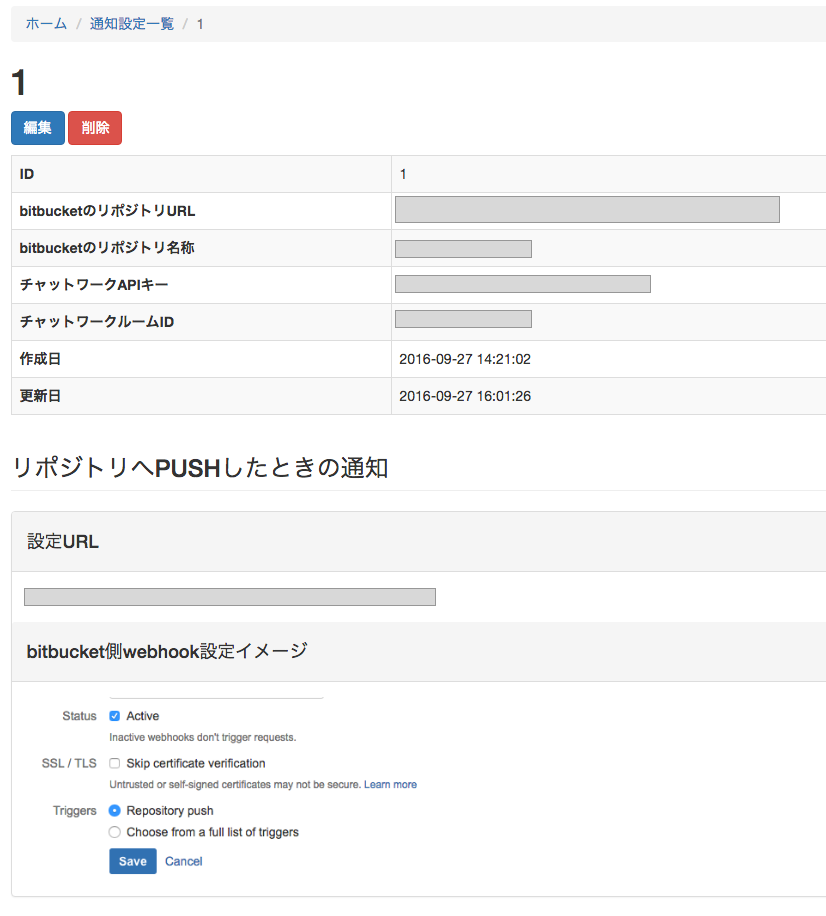 ホーム / 通知設定一覧 / 1
1
編集 削除
ID 1
bitbucketのリポジトリURL
bitbucketのリポジトリ名称
チャットワークAPIキー
チャットワークルームID
作成日 2016-09-27 14:21:02
更新日 2016-09-27 16:01:26
リポジトリへPUSHしたときの通知
設定URL
bitbucket側webhook設定イメージ
Status Active
Inactive webhooks don't trigger requests.
SSL / TLS Skip certificate verification
Untrusted or self-signed certificates may not be secure. Learn more
Triggers Repository push
Choose from a full list of triggers
Save Cancel